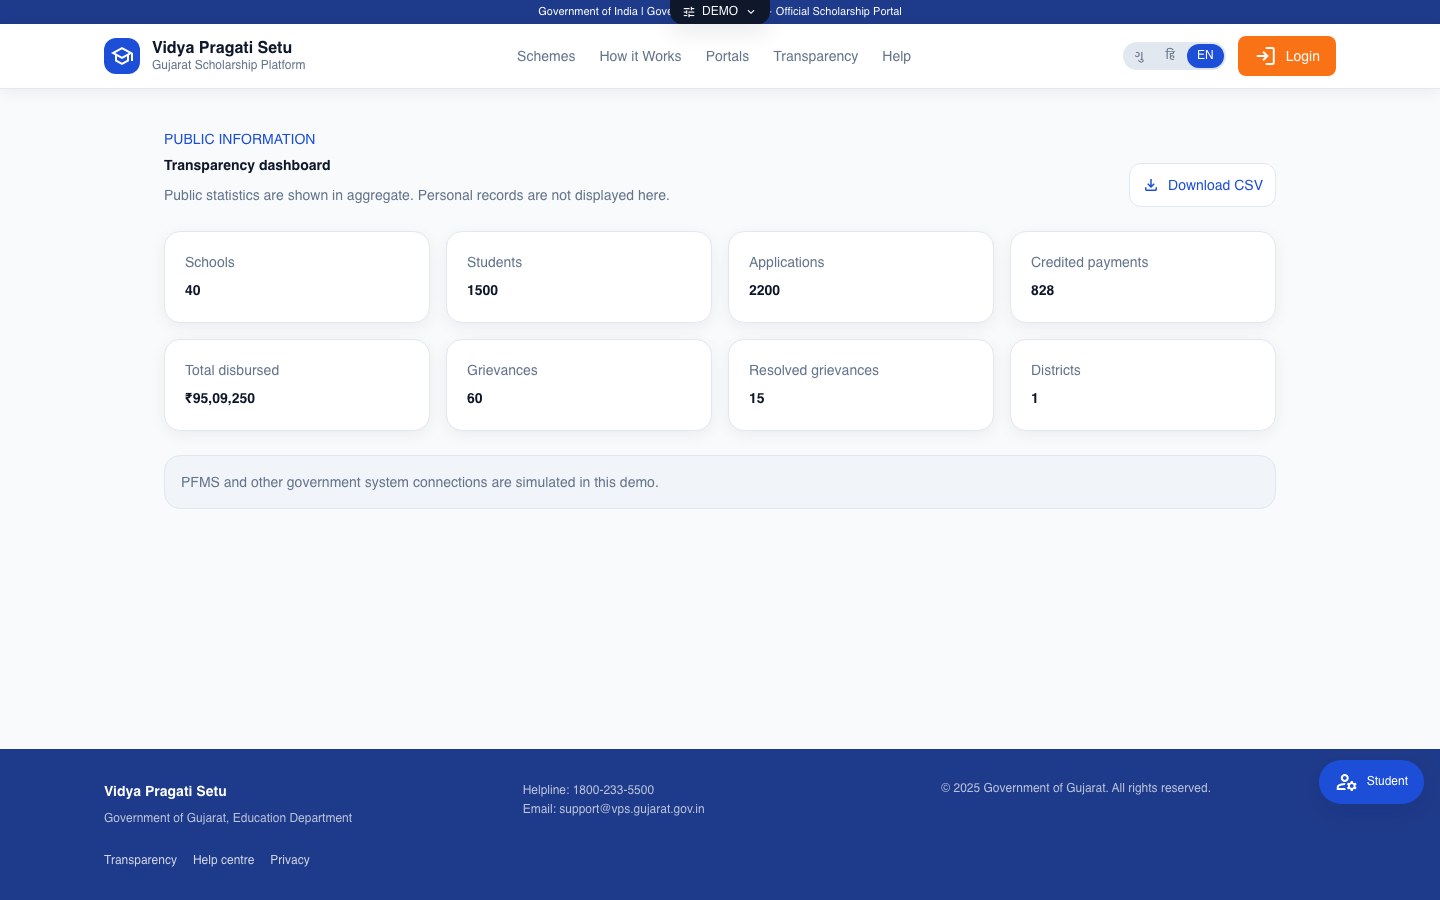 Government of India | Gove
DEMO
Official Scholarship Portal
Vidya Pragati Setu
Gujarat Scholarship Platform
Schemes
How it Works
Portals
Transparency
Help
ગુ
हि
EN
Login
PUBLIC INFORMATION
Transparency dashboard
Public statistics are shown in aggregate. Personal records are not displayed here.
Download CSV
Schools
40
Students
1500
Applications
2200
Credited payments
828
Total disbursed
₹95,09,250
Grievances
60
Resolved grievances
15
Districts
1
PFMS and other government system connections are simulated in this demo.
Vidya Pragati Setu
Government of Gujarat, Education Department
Transparency
Help centre
Privacy
Helpline: 1800-233-5500
Email: support@vps.gujarat.gov.in
© 2025 Government of Gujarat. All rights reserved.
Student